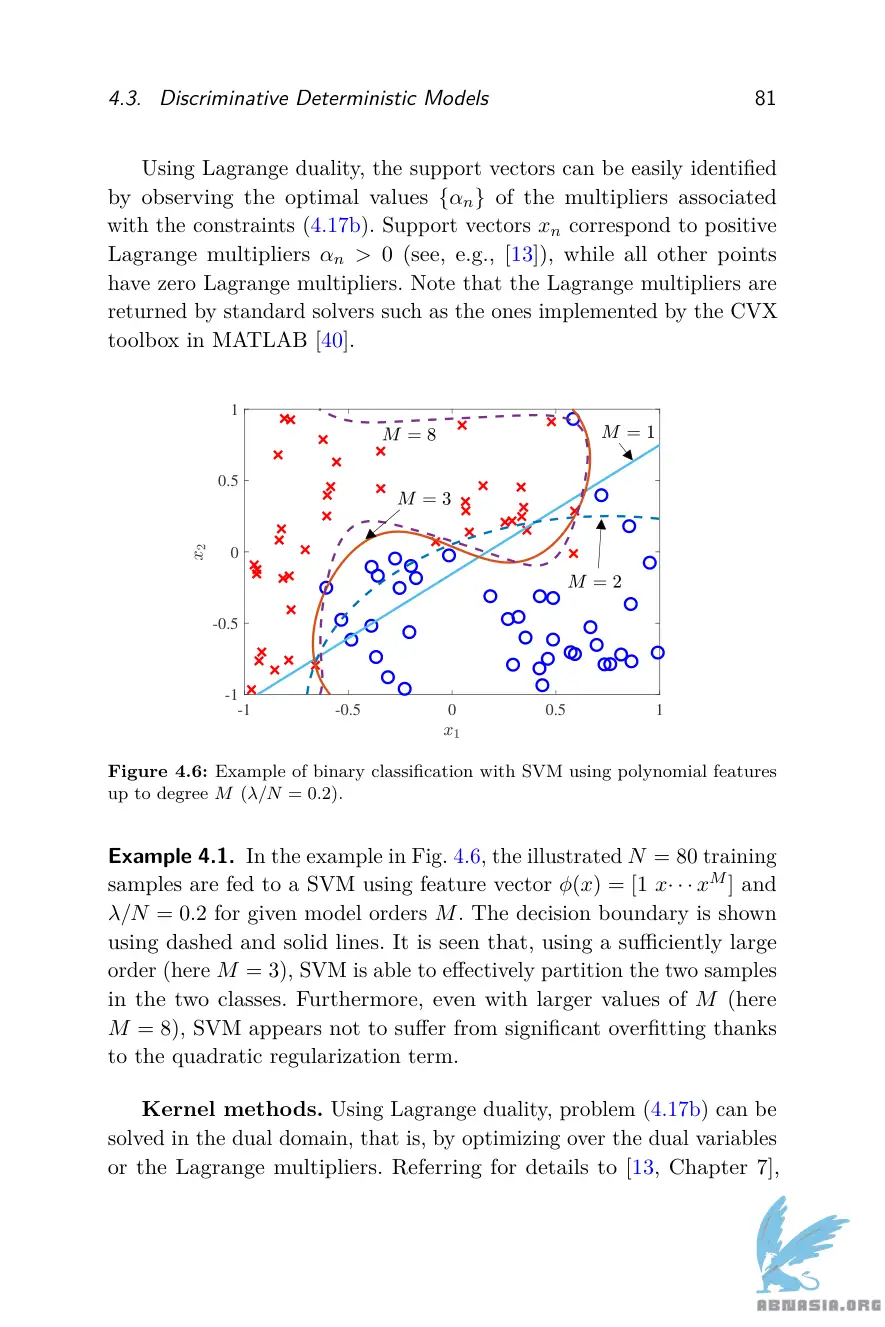 4.3. Discriminative Deterministic Models 81
Using Lagrange duality, the support vectors can be easily identified
by observing the optimal values {αn} of the multipliers associated
with the constraints (4.17b). Support vectors xn correspond to positive
Lagrange multipliers αn > 0 (see, e.g., [13]), while all other points
have zero Lagrange multipliers. Note that the Lagrange multipliers are
returned by standard solvers such as the ones implemented by the CVX
toolbox in MATLAB [40].
1
M = 8
M = 1
0.5
M = 3
x2
0
M = 2
-0.5
-1
-1 -0.5 0 0.5 1
x1
Figure 4.6: Example of binary classification with SVM using polynomial features
up to degree M (λ/N = 0.2).
Example 4.1. In the example in Fig. 4.6, the illustrated N = 80 training
samples are fed to a SVM using feature vector ϕ(x) = [1 x· · · x^M] and
λ/N = 0.2 for given model orders M. The decision boundary is shown
using dashed and solid lines. It is seen that, using a sufficiently large
order (here M = 3), SVM is able to effectively partition the two samples
in the two classes. Furthermore, even with larger values of M (here
M = 8), SVM appears not to suffer from significant overfitting thanks
to the quadratic regularization term.
Kernel methods. Using Lagrange duality, problem (4.17b) can be
solved in the dual domain, that is, by optimizing over the dual variables
or the Lagrange multipliers. Referring for details to [13, Chapter 7],
ABNASIA.ORG